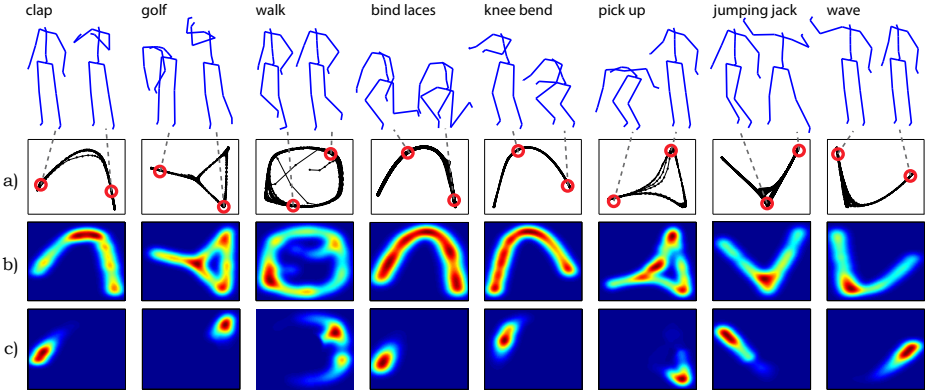 clap golf walk bind laces knee bend pick up jumping jack wave
a)
b)
c)